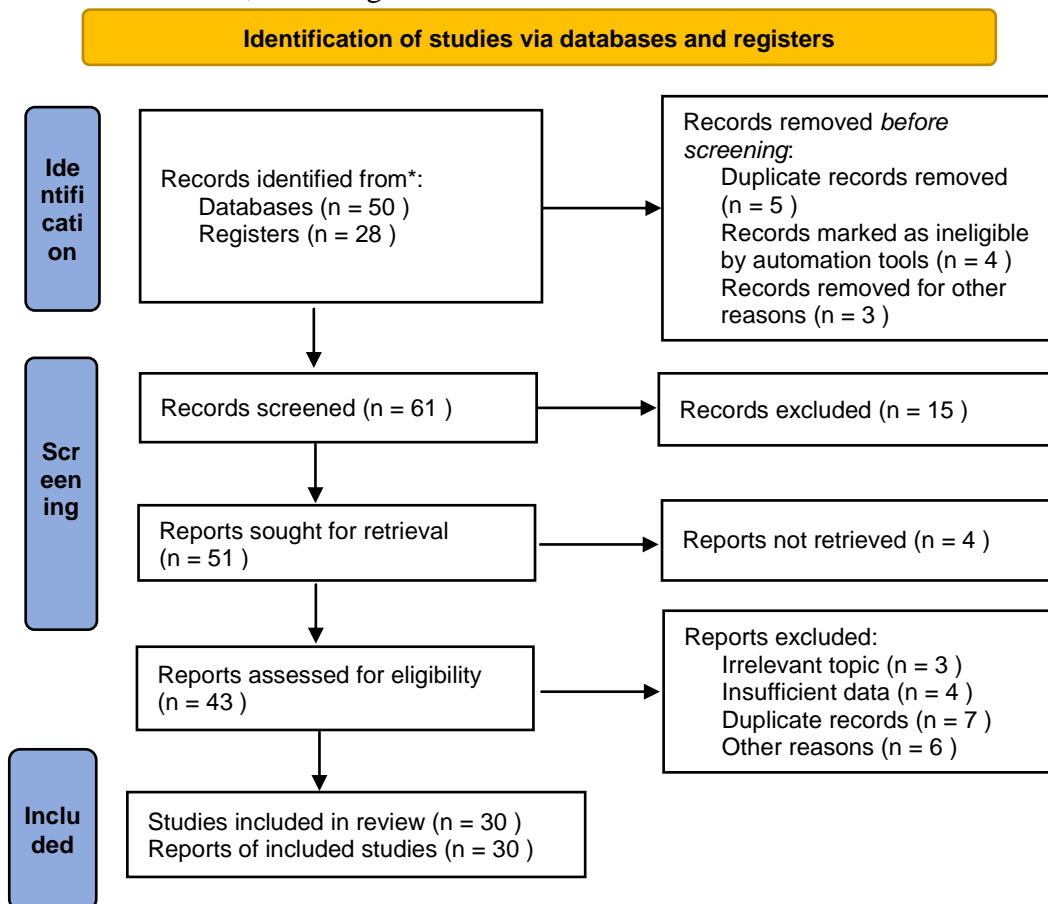 Identification of studies via databases and registers
Ide
ntifi
cati
on
Records identified from*:
Databases (n = 50 )
Registers (n = 28 )
Records removed before
screening:
Duplicate records removed
(n = 5 )
Records marked as ineligible
by automation tools (n = 4 )
Records removed for other
reasons (n = 3 )
Scr
een
ing
Records screened (n = 61 )
Records excluded (n = 15 )
Reports sought for retrieval
(n = 51 )
Reports not retrieved (n = 4 )
Reports assessed for eligibility
(n = 43 )
Reports excluded:
Irrelevant topic (n = 3 )
Insufficient data (n = 4 )
Duplicate records (n = 7 )
Other reasons (n = 6 )
Inclu
ded
Studies included in review (n = 30 )
Reports of included studies (n = 30 )